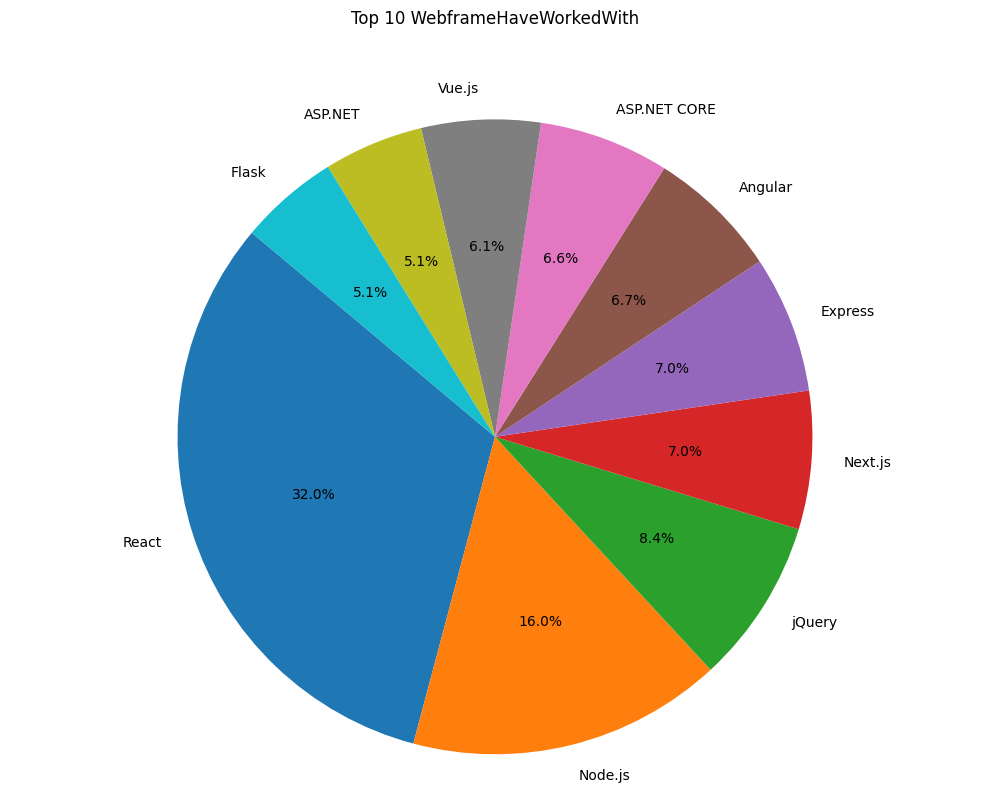 Top 10 WebframeHaveWorkedWith
Vue.js
ASP.NET CORE
ASP.NET
Flask
Angular
6.1%
6.6%
5.1%
5.1%
6.7%
Express
7.0%
7.0%
Next.js
32.0%
8.4%
React
jQuery
16.0%
Node.js